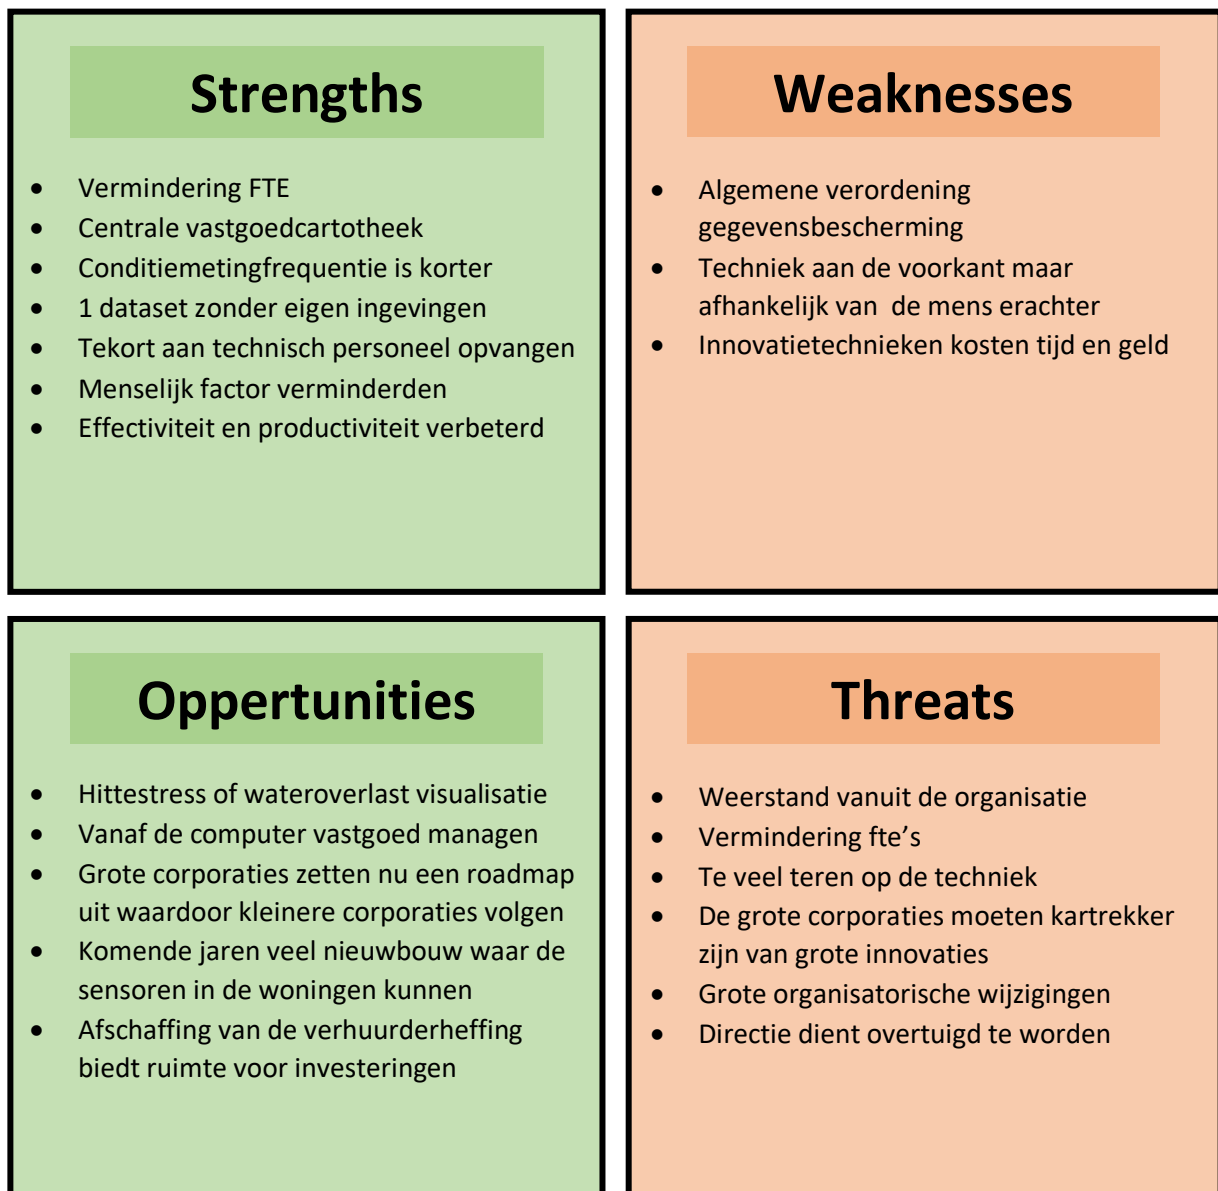 Strengths
• Vermindering FTE
• Centrale vastgoedcartotheek
• Conditiemetingfrequentie is korter
• 1 dataset zonder eigen ingevingen
• Tekort aan technisch personeel opvangen
• Menselijk factor verminderden
• Effectiviteit en productiviteit verbeterd
Weaknesses
• Algemene verordening
gegevensbescherming
• Techniek aan de voorkant maar
afhankelijk van de mens erachter
• Innovatietechnieken kosten tijd en geld
Oppertunities
• Hittestress of wateroverlast visualisatie
• Vanaf de computer vastgoed managen
• Grote corporaties zetten nu een roadmap
uit waardoor kleinere corporaties volgen
• Komende jaren veel nieuwbouw waar de
sensoren in de woningen kunnen
• Afschaffing van de verhuurderheffing
biedt ruimte voor investeringen
Threats
• Weerstand vanuit de organisatie
• Vermindering fte’s
• Te veel teren op de techniek
• De grote corporaties moeten kartrekker
zijn van grote innovaties
• Grote organisatorische wijzigingen
• Directie dient overtuigd te worden